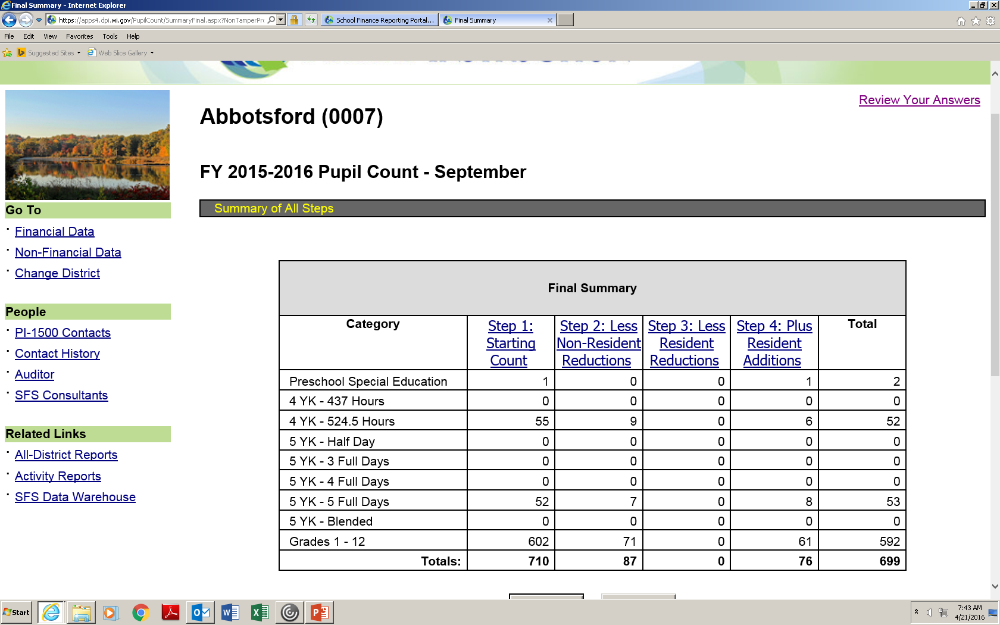 Final Summary - Internet Explorer
https://apps4.dpi.wi.gov/PupilCount/SummaryFinal.aspx?NonTamperPro
School Finance Reporting Portal...
Final Summary
File Edit View Favorites Tools Help
Suggested Sites
Web Slice Gallery
Review Your Answers
Abbotsford (0007)
FY 2015-2016 Pupil Count - September
Summary of All Steps
Go To
Financial Data
Non-Financial Data
Change District
People
PI-1500 Contacts
Contact History
Auditor
SFS Consultants
Related Links
All-District Reports
Activity Reports
SFS Data Warehouse
Final Summary
Category
Step 1: Starting Count
Step 2: Less Non-Resident Reductions
Step 3: Less Resident Reductions
Step 4: Plus Resident Additions
Total
Preschool Special Education 1 0 0 1 2
4 YK - 437 Hours 0 0 0 0 0
4 YK - 524.5 Hours 55 9 0 6 52
5 YK - Half Day 0 0 0 0 0
5 YK - 3 Full Days 0 0 0 0 0
5 YK - 4 Full Days 0 0 0 0 0
5 YK - 5 Full Days 52 7 0 8 53
5 YK - Blended 0 0 0 0 0
Grades 1 - 12 602 71 0 61 592
Totals: 710 87 0 76 699
Start
7:43 AM
4/21/2016